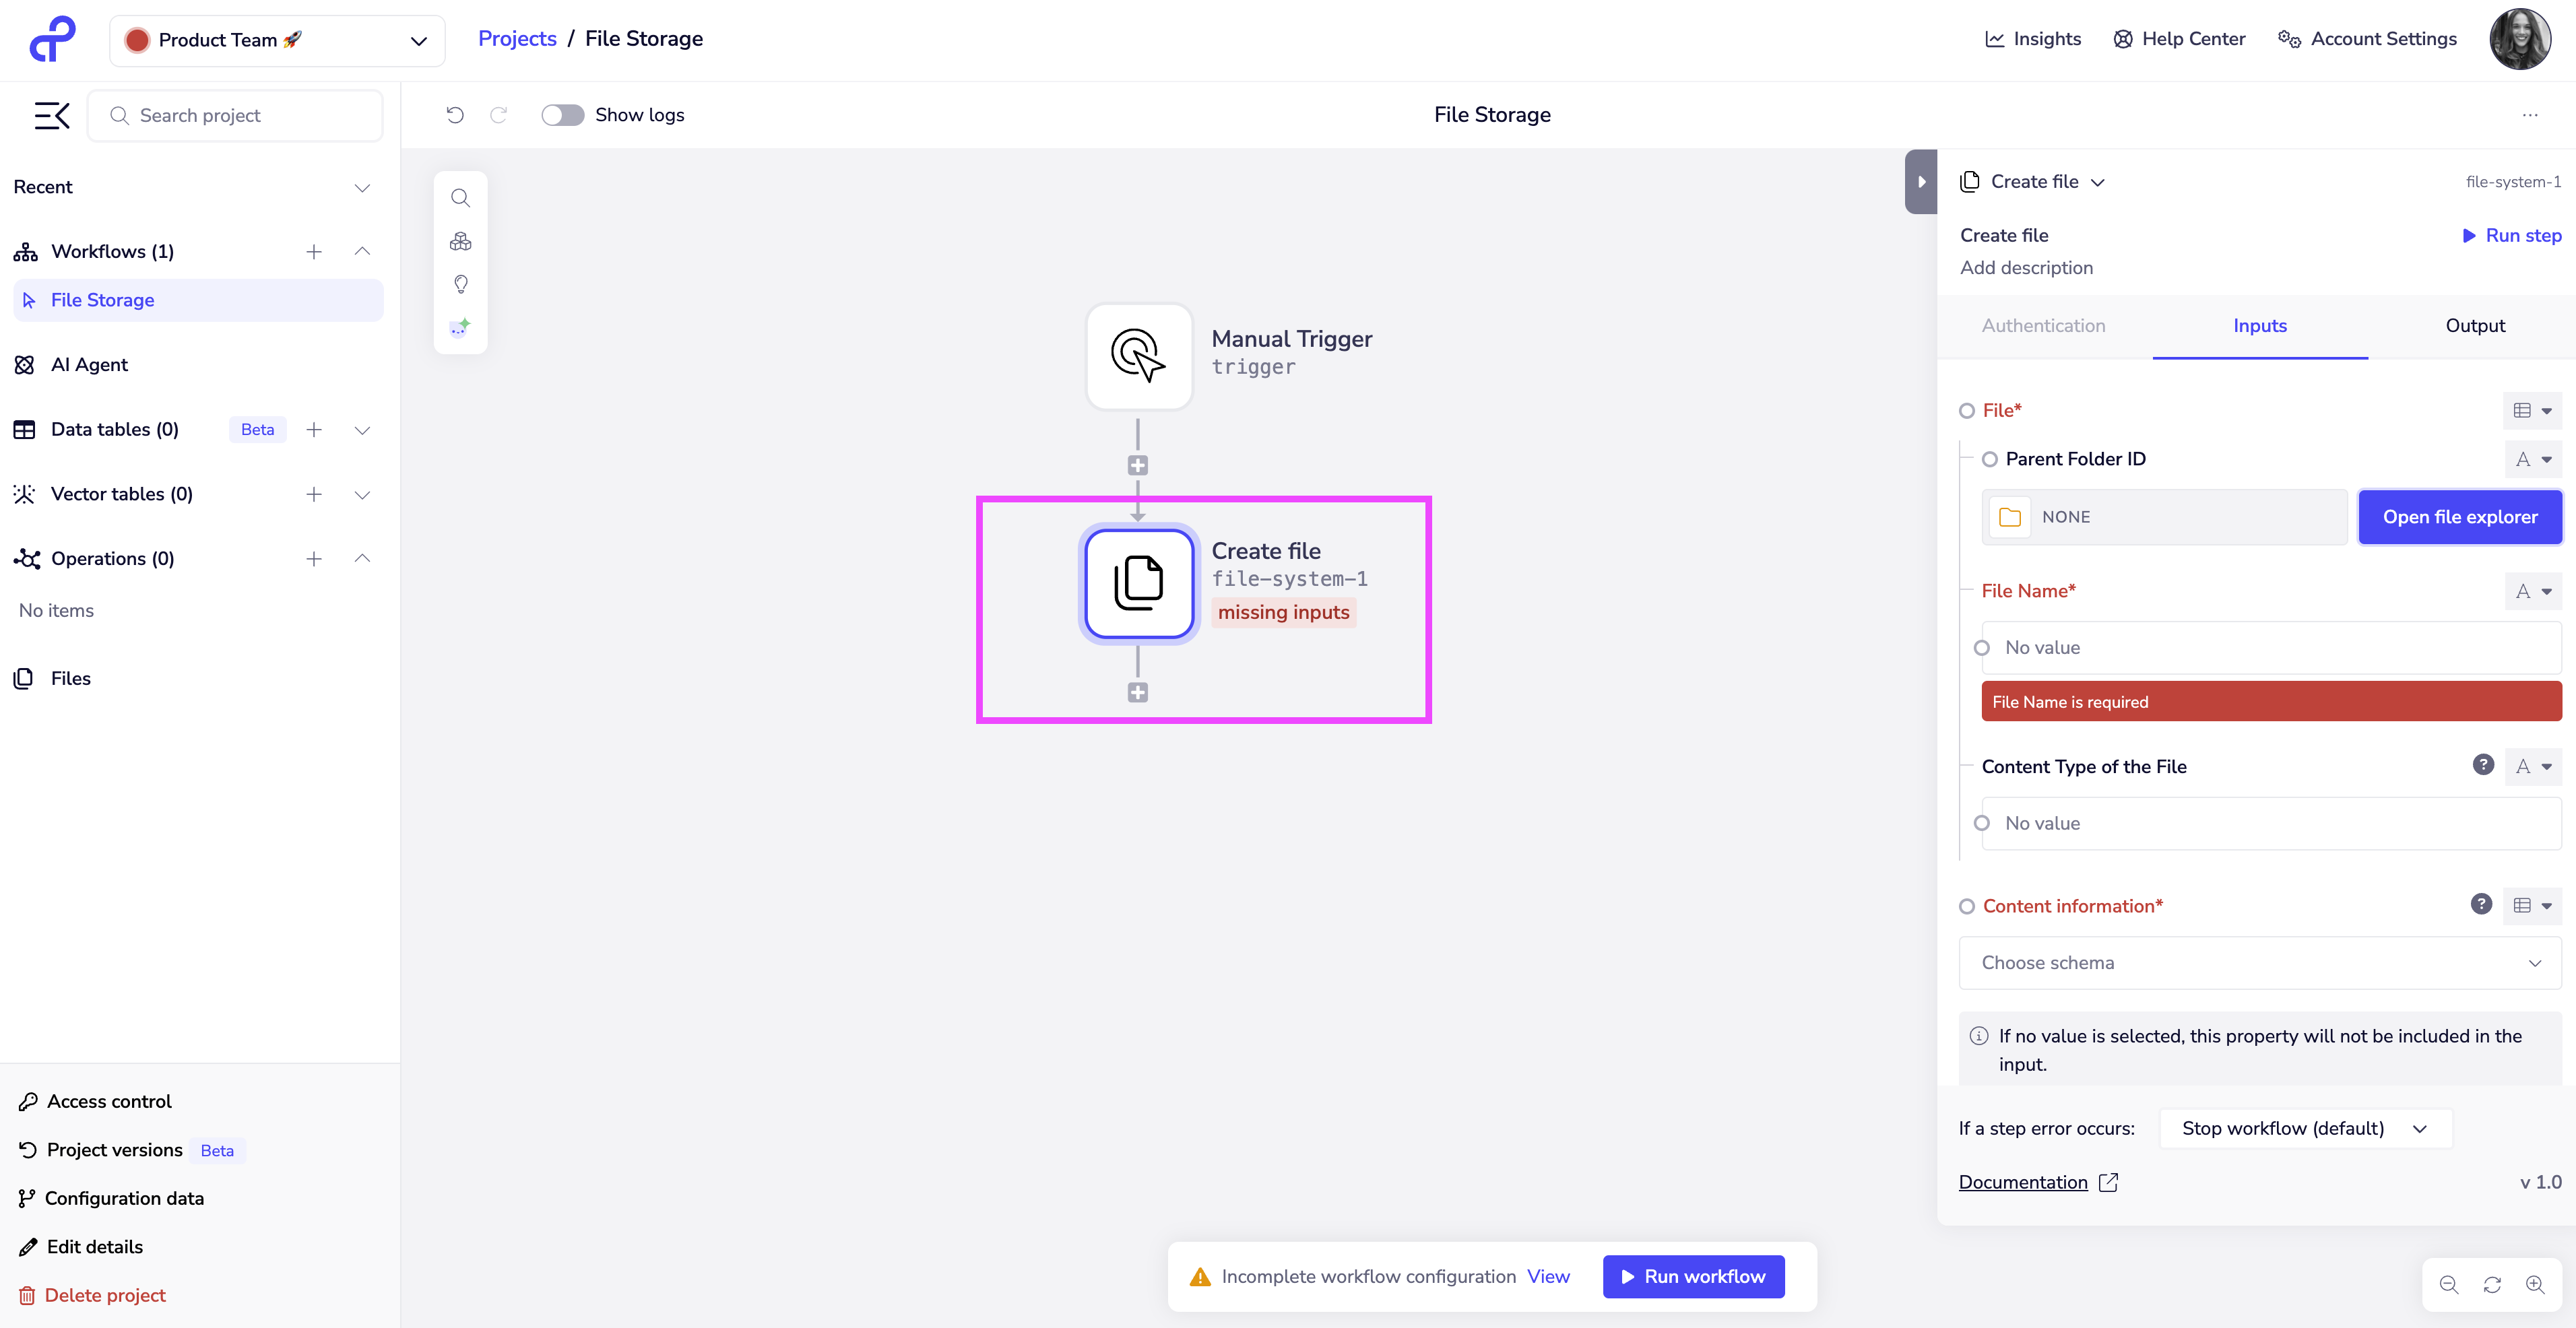 Product Team 🚀
Projects / File Storage
Insights
Help Center
Account Settings
Search project
Recent
Workflows (1)
File Storage
AI Agent
Data tables (0) Beta
Vector tables (0)
Operations (0)
No items
Files
Access control
Project versions Beta
Configuration data
Edit details
Delete project
Show logs
File Storage
Manual Trigger
trigger
Create file
file-system-1
missing inputs
Incomplete workflow configuration View
Run workflow
Create file
file-system-1
Create file
Run step
Add description
Authentication
Inputs
Output
File*
Parent Folder ID
A
NONE
Open file explorer
File Name*
A
No value
File Name is required
Content Type of the File
? A
No value
Content information*
?
Choose schema
If no value is selected, this property will not be included in the
input.
If a step error occurs: Stop workflow (default)
Documentation
v 1.0